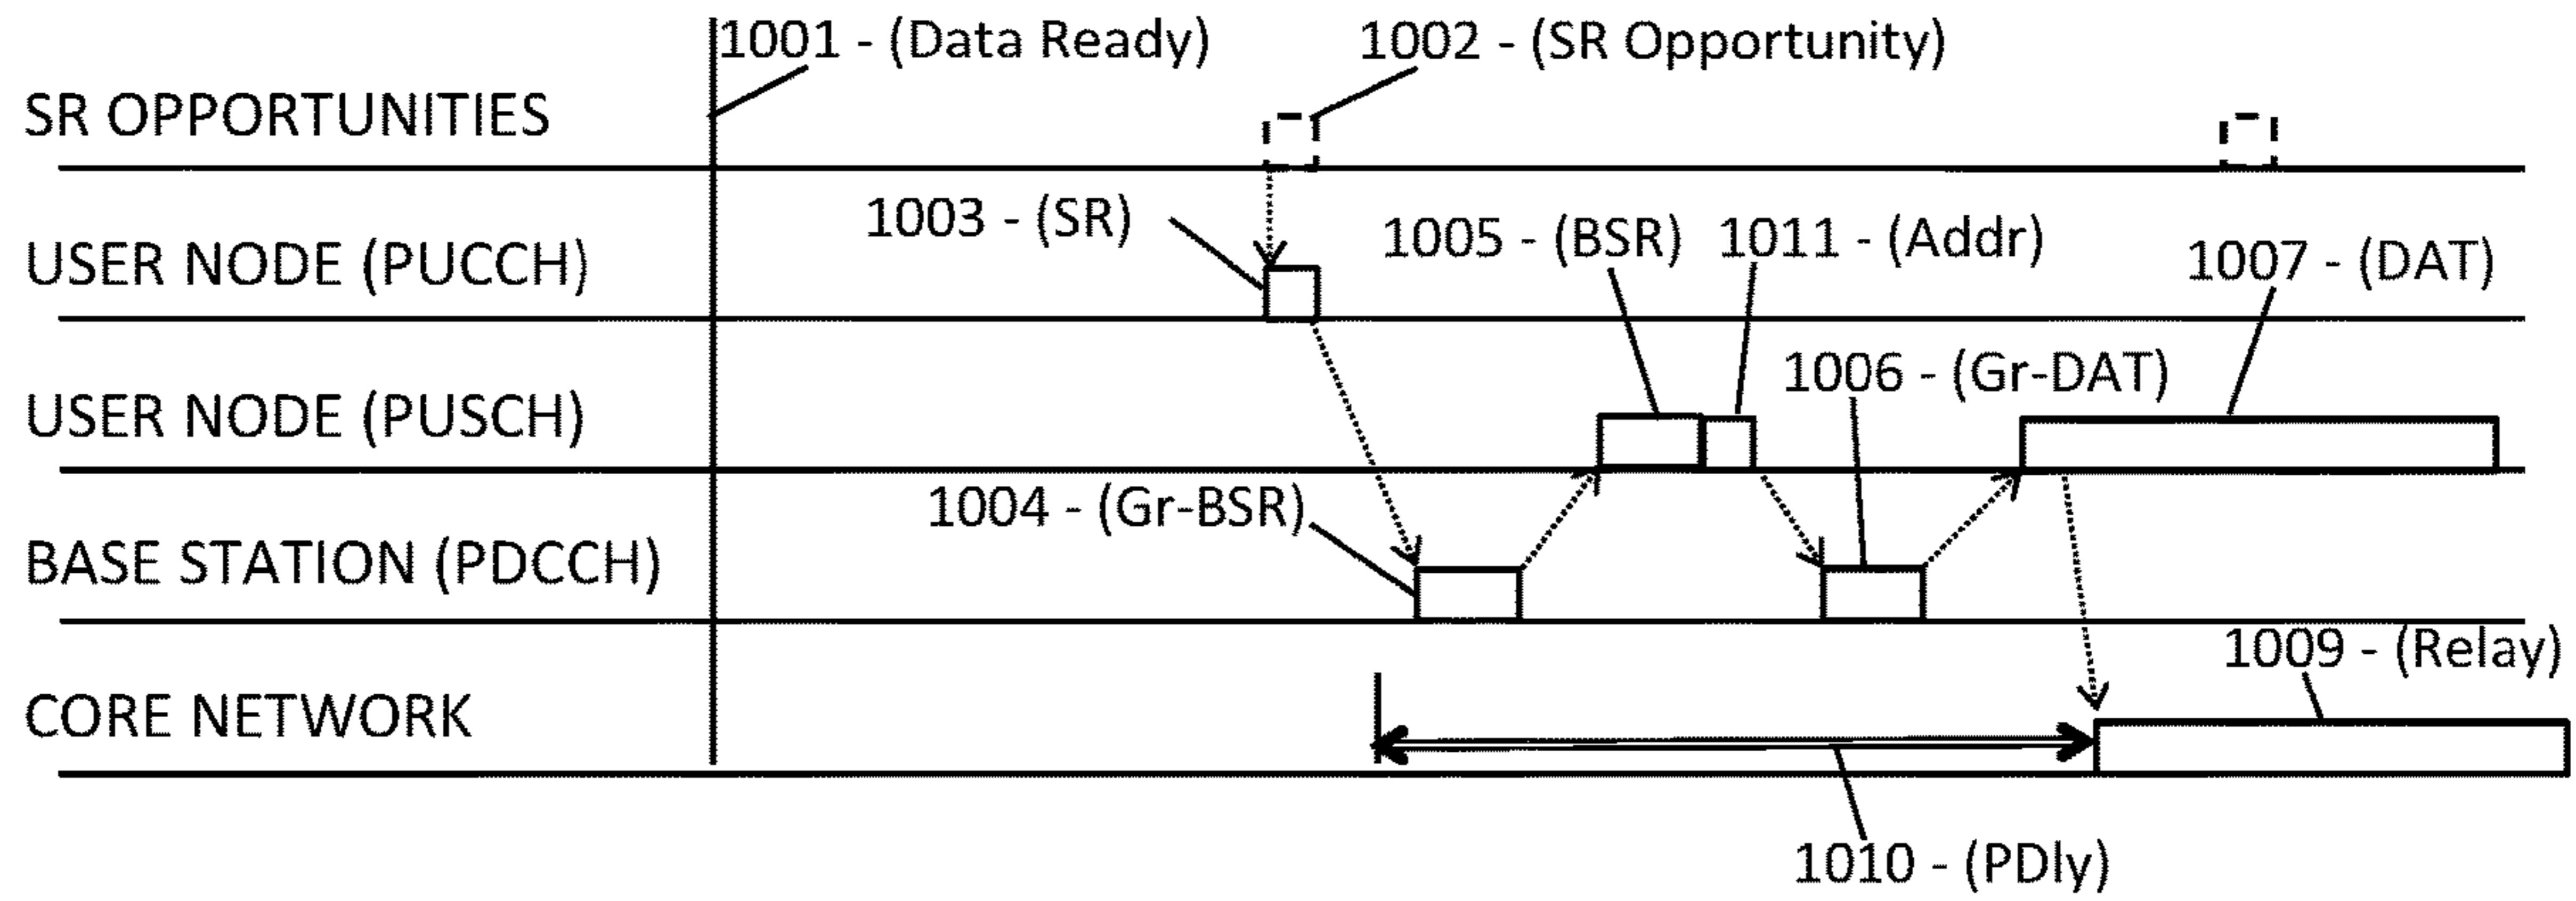 1001 - (Data Ready)
1002 - (SR Opportunity)
SR OPPORTUNITIES
1003 - (SR)
1005 - (BSR)
1011 - (Addr)
1007 - (DAT)
USER NODE (PUCCH)
1006 - (Gr-DAT)
USER NODE (PUSCH)
1004 - (Gr-BSR)
BASE STATION (PDCCH)
1009 - (Relay)
CORE NETWORK
1010 - (PDly)